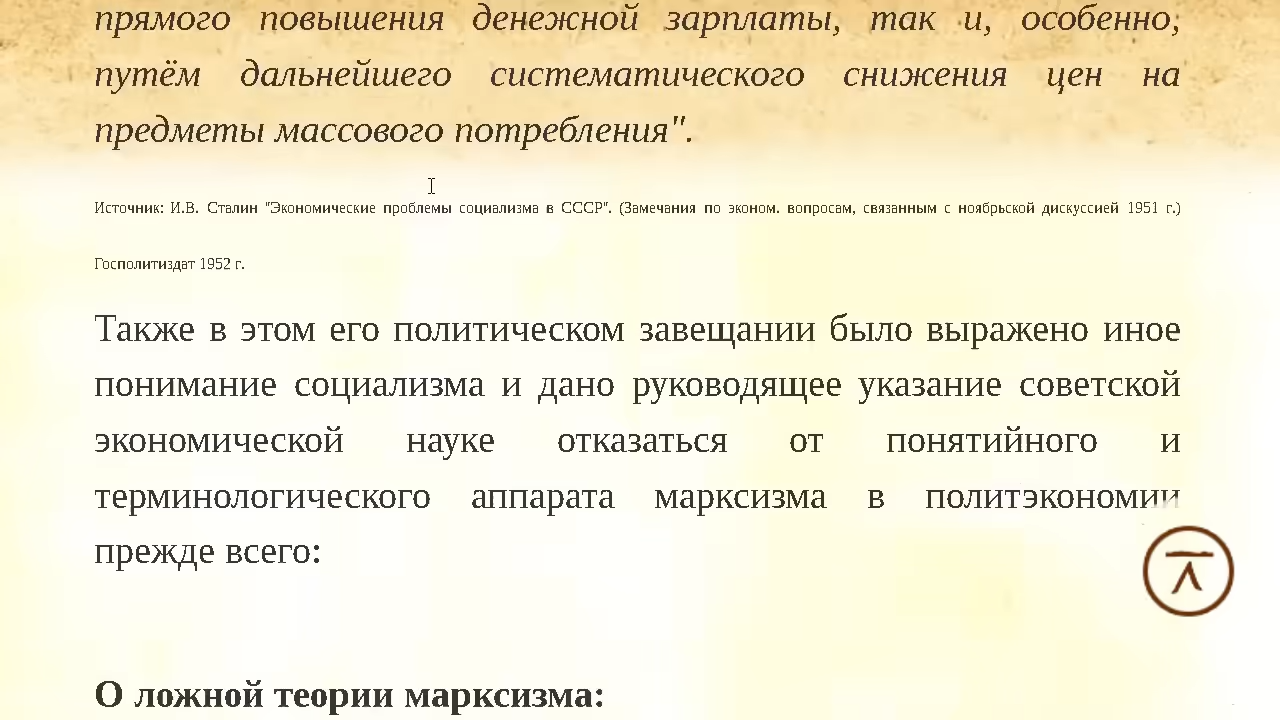 прямого повышения денежной зарплаты, так и, особенно,
путём дальнейшего систематического снижения цен на
предметы массового потребления".
Источник: И.В. Сталин "Экономические проблемы социализма в СССР". (Замечания по эконом. вопросам, связанным с ноябрьской дискуссией 1951 г.)
Госполитиздат 1952 г.
Также в этом его политическом завещании было выражено иное
понимание социализма и дано руководящее указание советской
экономической науке отказаться от понятийного и
терминологического аппарата марксизма в политэкономии
прежде всего:
О ложной теории марксизма: